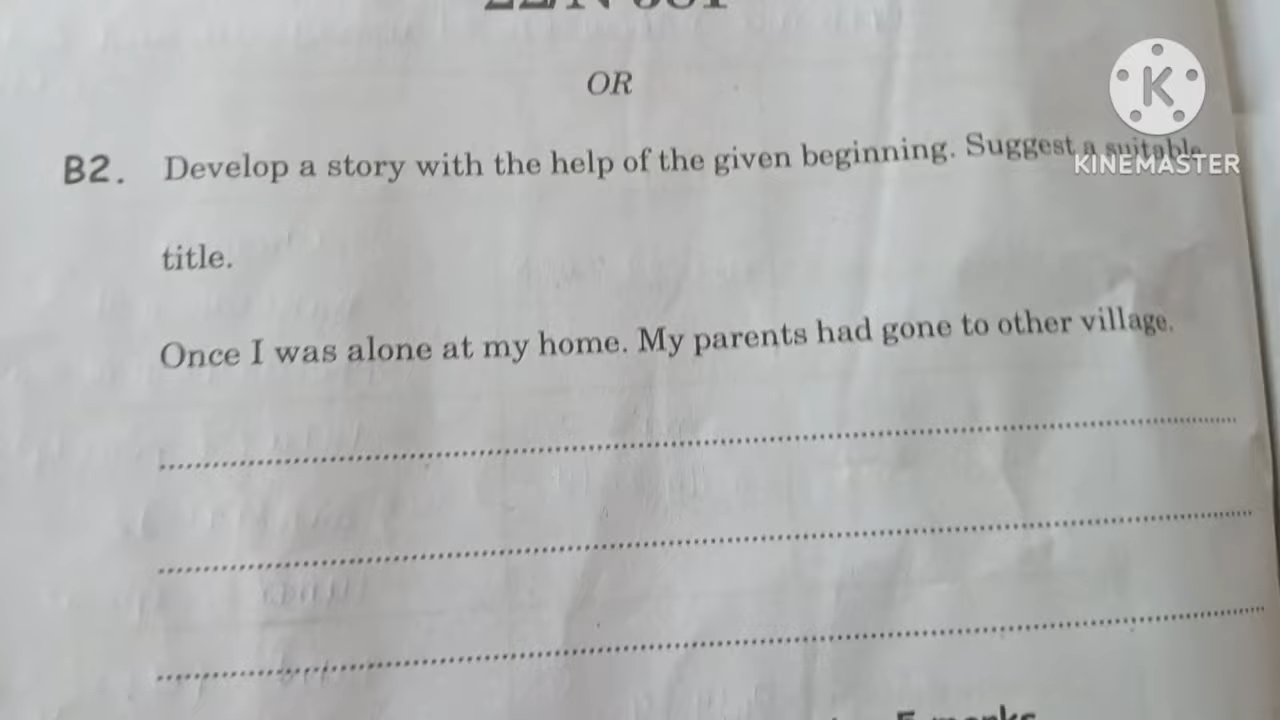 OR
B2. Develop a story with the help of the given beginning. Suggest a suitable
K
KINEMASTER
title.
Once I was alone at my home. My parents had gone to other village.